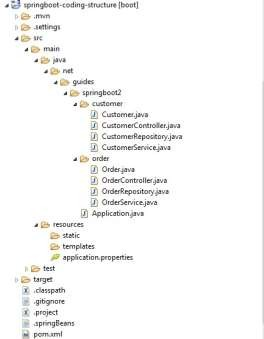 springboot-coding-structure [boot]
.mvn
.settings
src
main
java
net
guides
springboot2
customer
Customer.java
CustomerController.java
CustomerRepository.java
CustomerService.java
order
Order.java
OrderController.java
OrderRepository.java
OrderService.java
Application.java
resources
static
templates
application.properties
test
target
.classpath
.gitignore
.project
.springBeans
pom.xml